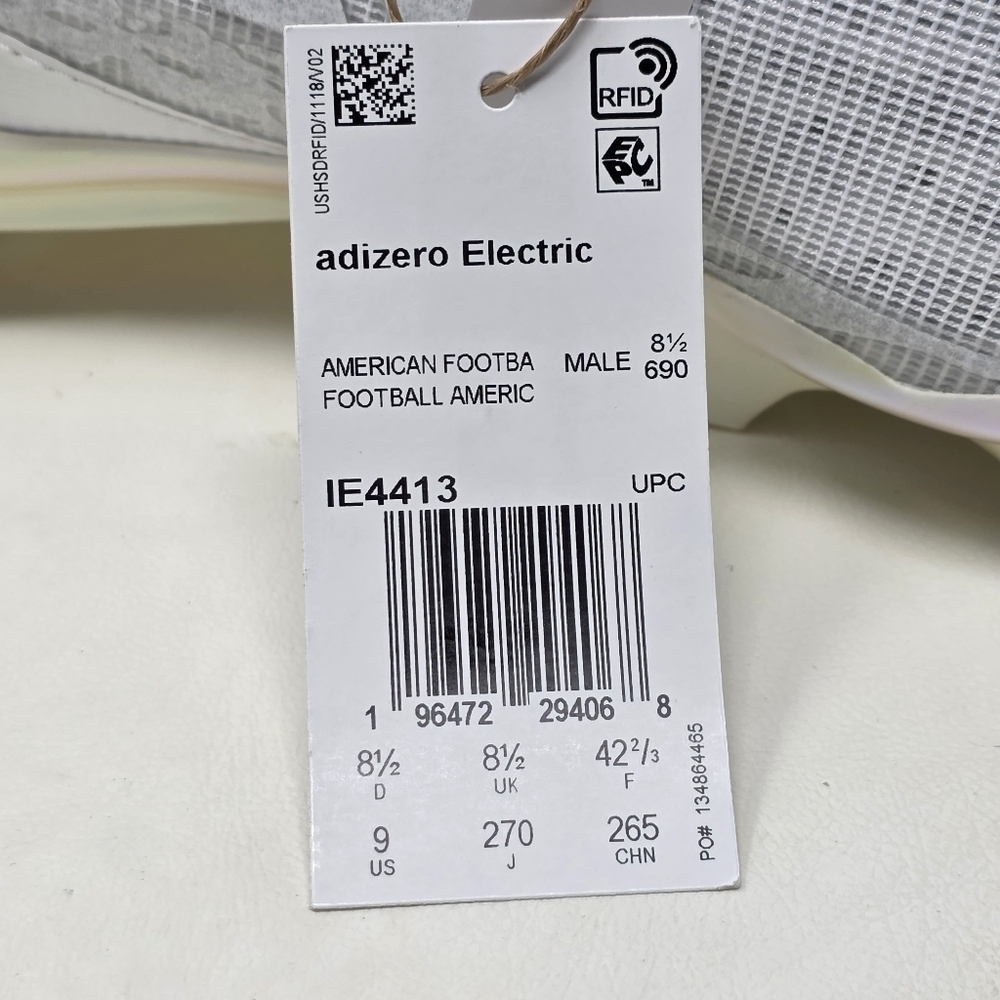 USHSDRFID/1118/V02
RFID
EPC™
adizero Electric
AMERICAN FOOTBA MALE 8½
FOOTBALL AMERIC 690
IE4413 UPC
1 96472 29406 8
8½ 8½ 42²/₃
D UK F
9 270 265
US J CHN
PO# 134864465